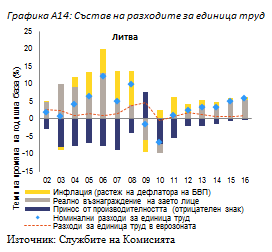 Графика А14: Състав на разходите за единица труд
Литва
Темп на промяна на годишна база (%)
25
20
15
10
5
0
-5
-10
-15
02 03 04 05 06 07 08 09 10 11 12 13 14 15 16
Инфлация (растеж на дефлатора на БВП)
Реално възнаграждение на заето лице
Принос от производителността (отрицателен знак)
Номинални разходи за единица труд
Разходи за единица труд в еврозоната
Източник: Службите на Комисията